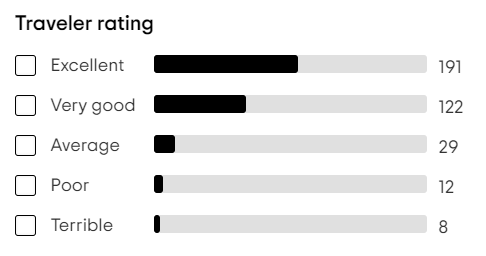 Traveler rating
Excellent 191
Very good 122
Average 29
Poor 12
Terrible 8